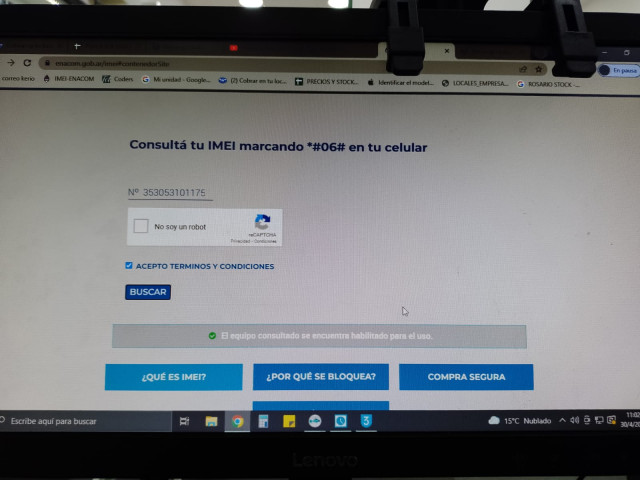 enacom.gob.ar/imei#contenedorSite
En pausa
correo kerio
IMEI-ENACOM
Coders
Mi unidad - Google...
(2) Cobrar en tu loc...
PRECIOS Y STOCK...
Identificar el model...
LOCALES_EMPRESA...
ROSARIO STOCK -...
Consultá tu IMEI marcando *#06# en tu celular
Nº 353053101175
No soy un robot
reCAPTCHA
Privacidad - Condiciones
ACEPTO TERMINOS Y CONDICIONES
BUSCAR
El equipo consultado se encuentra habilitado para el uso.
¿QUÉ ES IMEI?
¿POR QUÉ SE BLOQUEA?
COMPRA SEGURA
Escribe aquí para buscar
15°C Nublado
11:02
30/4/20
Lenovo